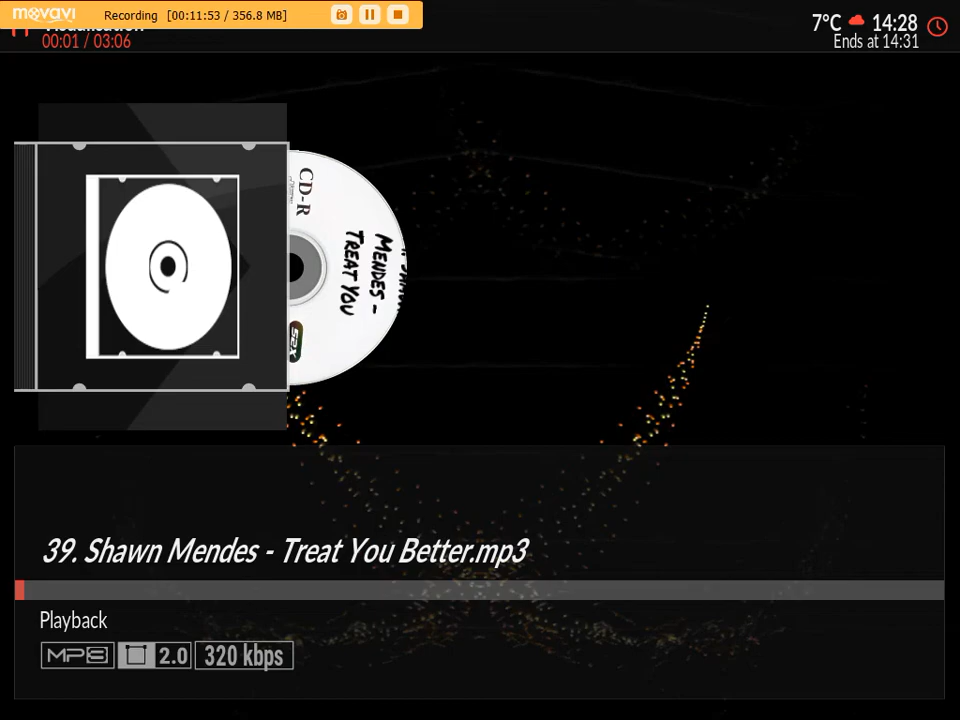 movavi Recording [00:11:53 / 356.8 MB]
00:01 / 03:06
7°C 14:28
Ends at 14:31
CD-R
MENDES -
TREAT YOU
52X
39. Shawn Mendes - Treat You Better.mp3
Playback
MP3 2.0 320 kbps